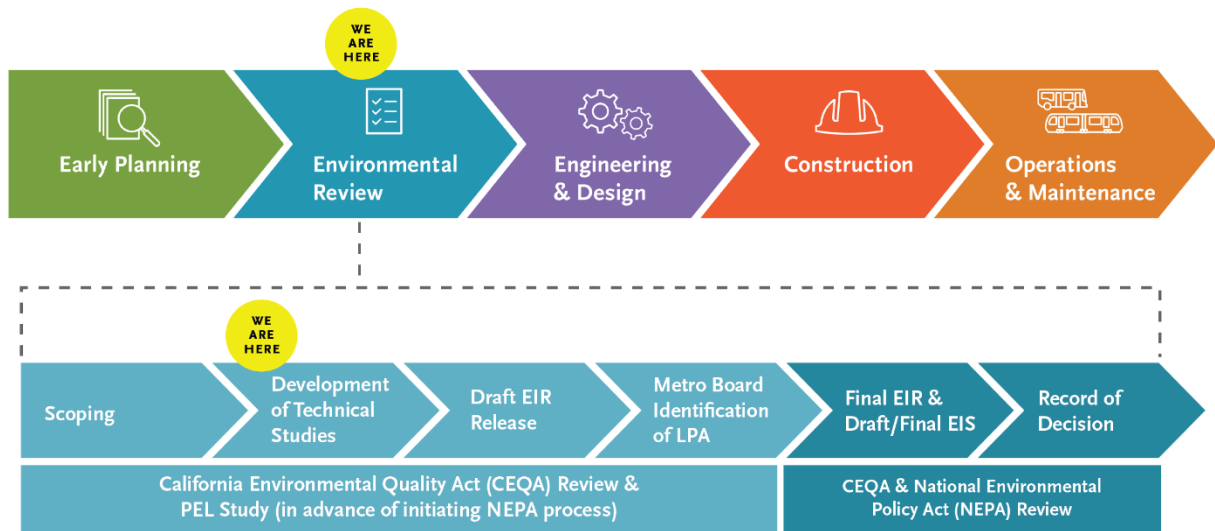 WE
ARE
HERE
Early Planning
Environmental
Review
Engineering
& Design
Construction
Operations
& Maintenance
WE
ARE
HERE
Scoping
Development
of Technical
Studies
Draft EIR
Release
Metro Board
Identification
of LPA
Final EIR &
Draft/Final EIS
Record of
Decision
California Environmental Quality Act (CEQA) Review &
PEL Study (in advance of initiating NEPA process)
CEQA & National Environmental
Policy Act (NEPA) Review